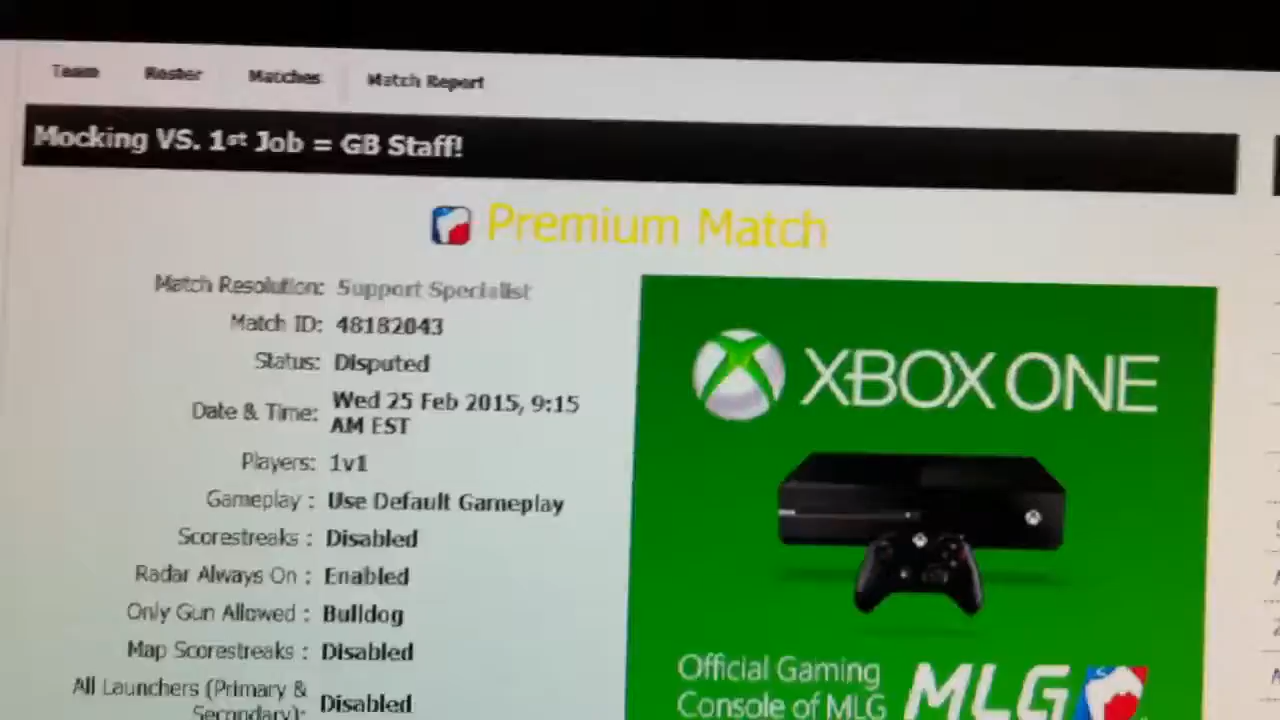 Team Roster Matches Match Report
Mocking VS. 1st Job = GB Staff!
Premium Match
Match Resolution: Support Specialist
Match ID: 48182043
Status: Disputed
Date & Time: Wed 25 Feb 2015, 9:15
AM EST
Players: 1v1
Gameplay : Use Default Gameplay
Scorestreaks : Disabled
Radar Always On : Enabled
Only Gun Allowed : Bulldog
Map Scorestreaks : Disabled
All Launchers (Primary &
Secondary): Disabled
XBOX ONE
Official Gaming
Console of MLG
MLG